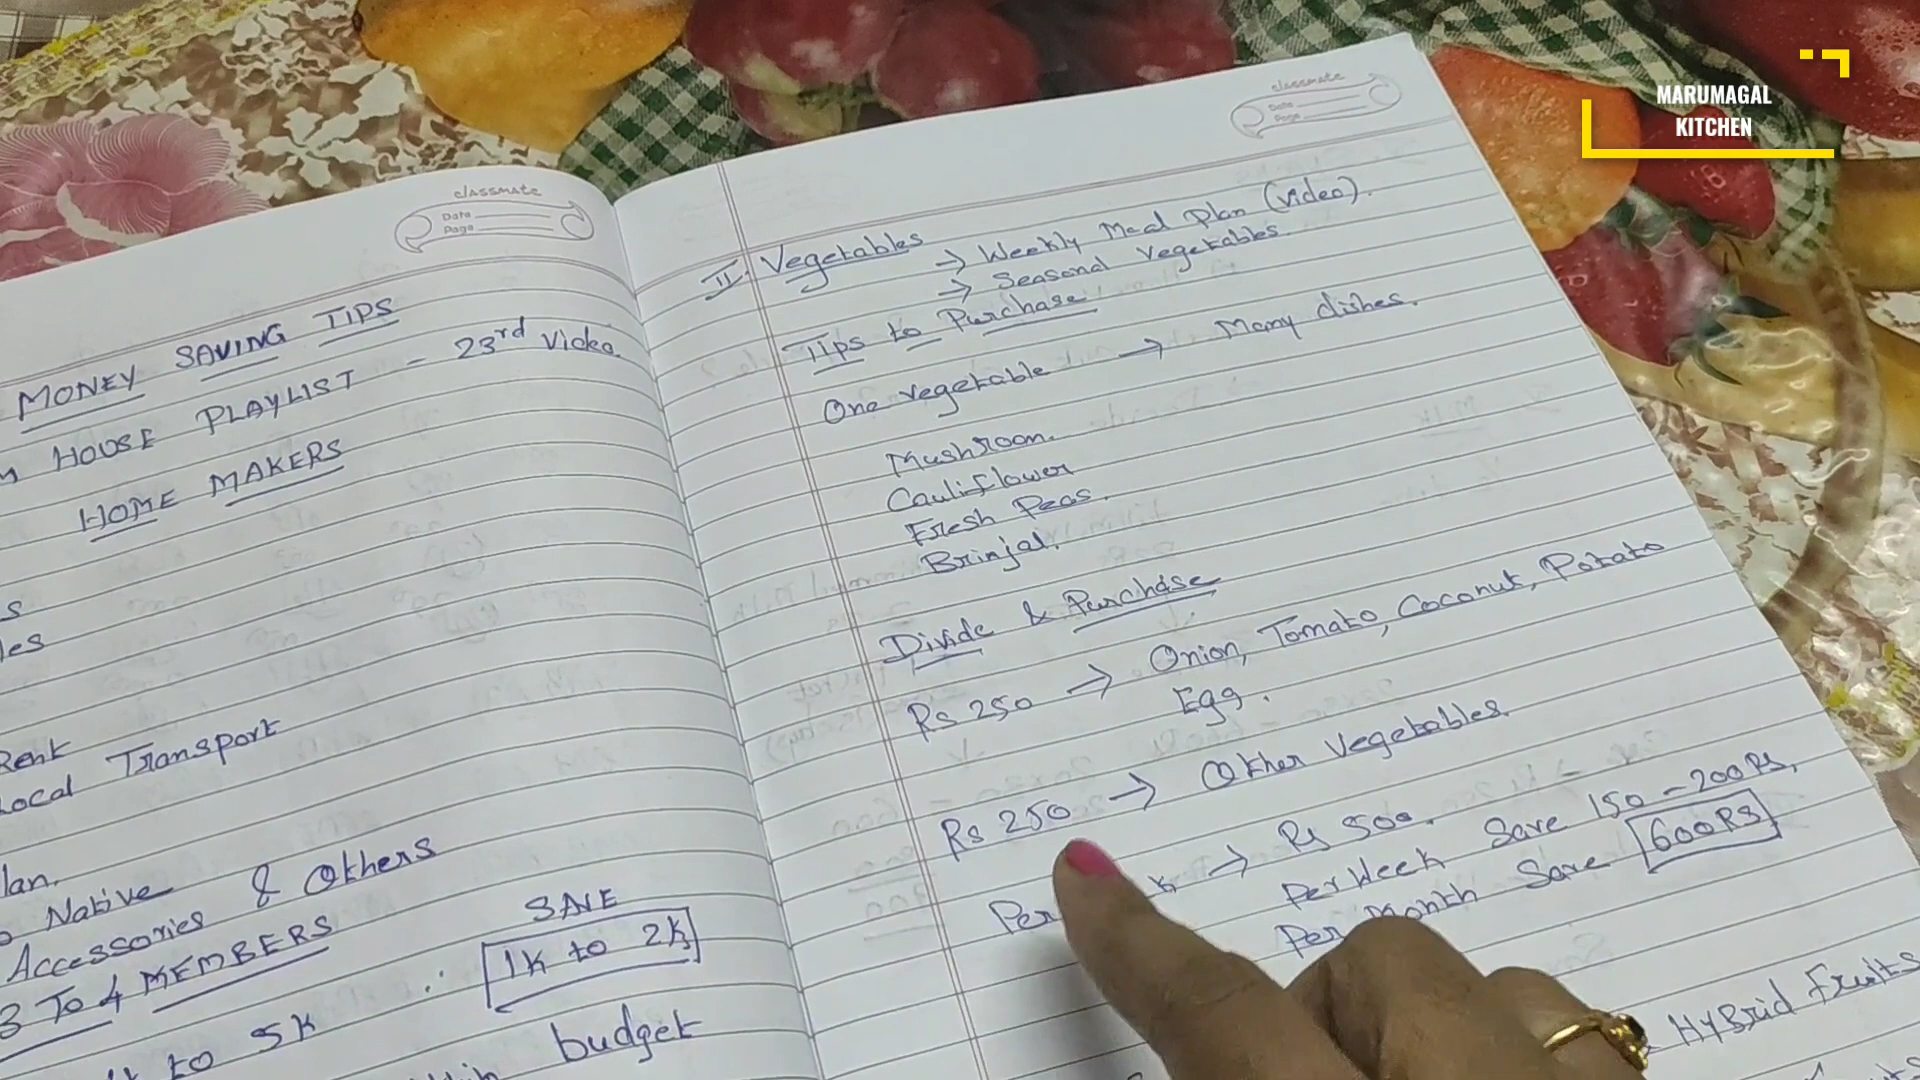 MARUMAGAL
KITCHEN
classmate
Date
Page
MONEY SAVING TIPS
HOUSE PLAYLIST - 23rd Video.
HOME MAKERS
Rent
Local Transport
Native
Accessories & Others
3 To 4 MEMBERS
SAVE
1K to 2K
to 5K
budget
classmate
Date
Page
II. Vegetables → Weekly Meal Plan (Video).
→ Seasonal Vegetables.
Tips to Purchase
One vegetable → Many dishes.
Mushroom.
Cauliflower
Fresh Peas.
Brinjal.
Divide & Purchase
Rs 250 → Onion, Tomato, Coconut, Potato
Egg.
Rs 250 → Other Vegetables.
Per → Rs 500.
Per Week Save 150 - 200 Rs.
Per Month Save 600 Rs
Hybrid Fruits